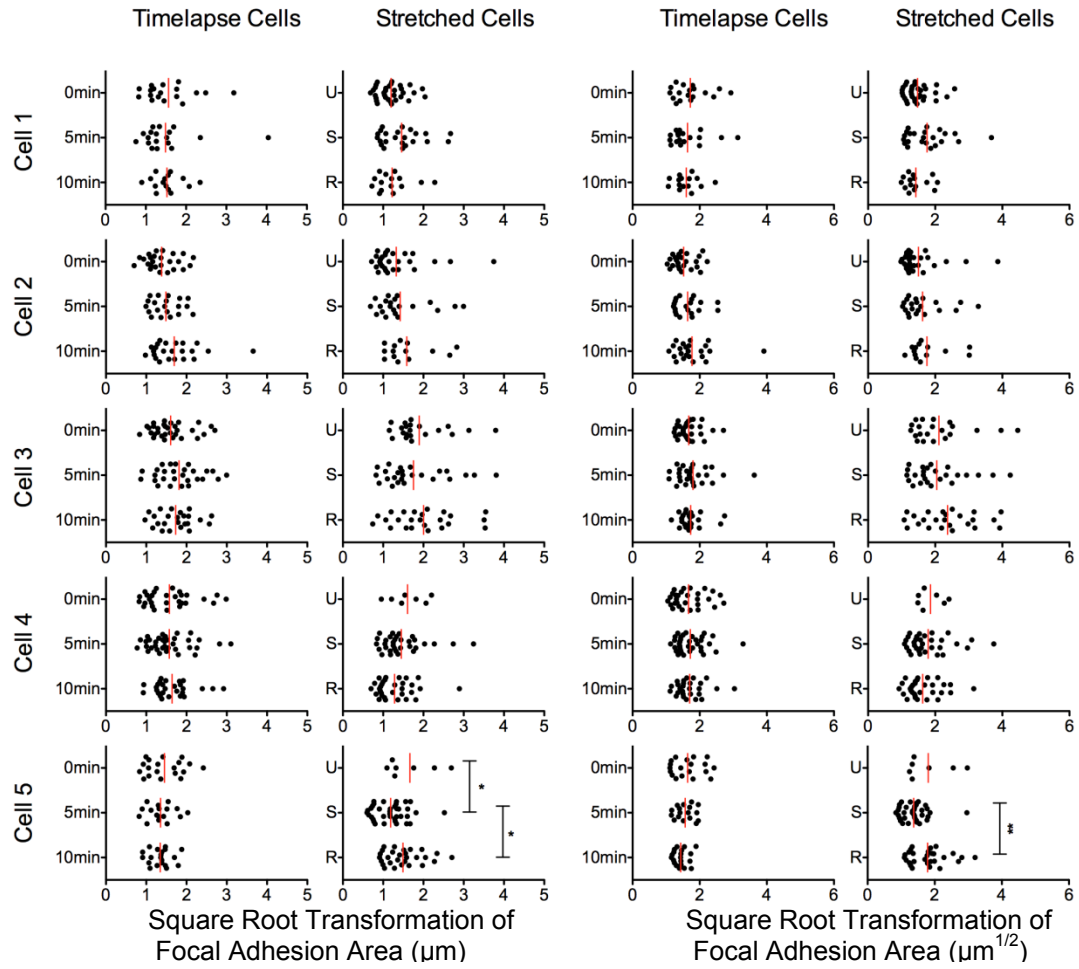 Timelapse Cells Stretched Cells Timelapse Cells Stretched Cells
Cell 1
0min U 0min U
5min S 5min S
10min R 10min R
0 1 2 3 4 5 0 1 2 3 4 5 0 2 4 6 0 2 4 6
Cell 2
0min U 0min U
5min S 5min S
10min R 10min R
0 1 2 3 4 5 0 1 2 3 4 5 0 2 4 6 0 2 4 6
Cell 3
0min U 0min U
5min S 5min S
10min R 10min R
0 1 2 3 4 5 0 1 2 3 4 5 0 2 4 6 0 2 4 6
Cell 4
0min U 0min U
5min S 5min S
10min R 10min R
0 1 2 3 4 5 0 1 2 3 4 5 0 2 4 6 0 2 4 6
Cell 5
0min U * 0min U
5min S * 5min S **
10min R 10min R
0 1 2 3 4 5 0 1 2 3 4 5 0 2 4 6 0 2 4 6
Square Root Transformation of Square Root Transformation of
Focal Adhesion Area (µm) Focal Adhesion Area (µm^1/2)